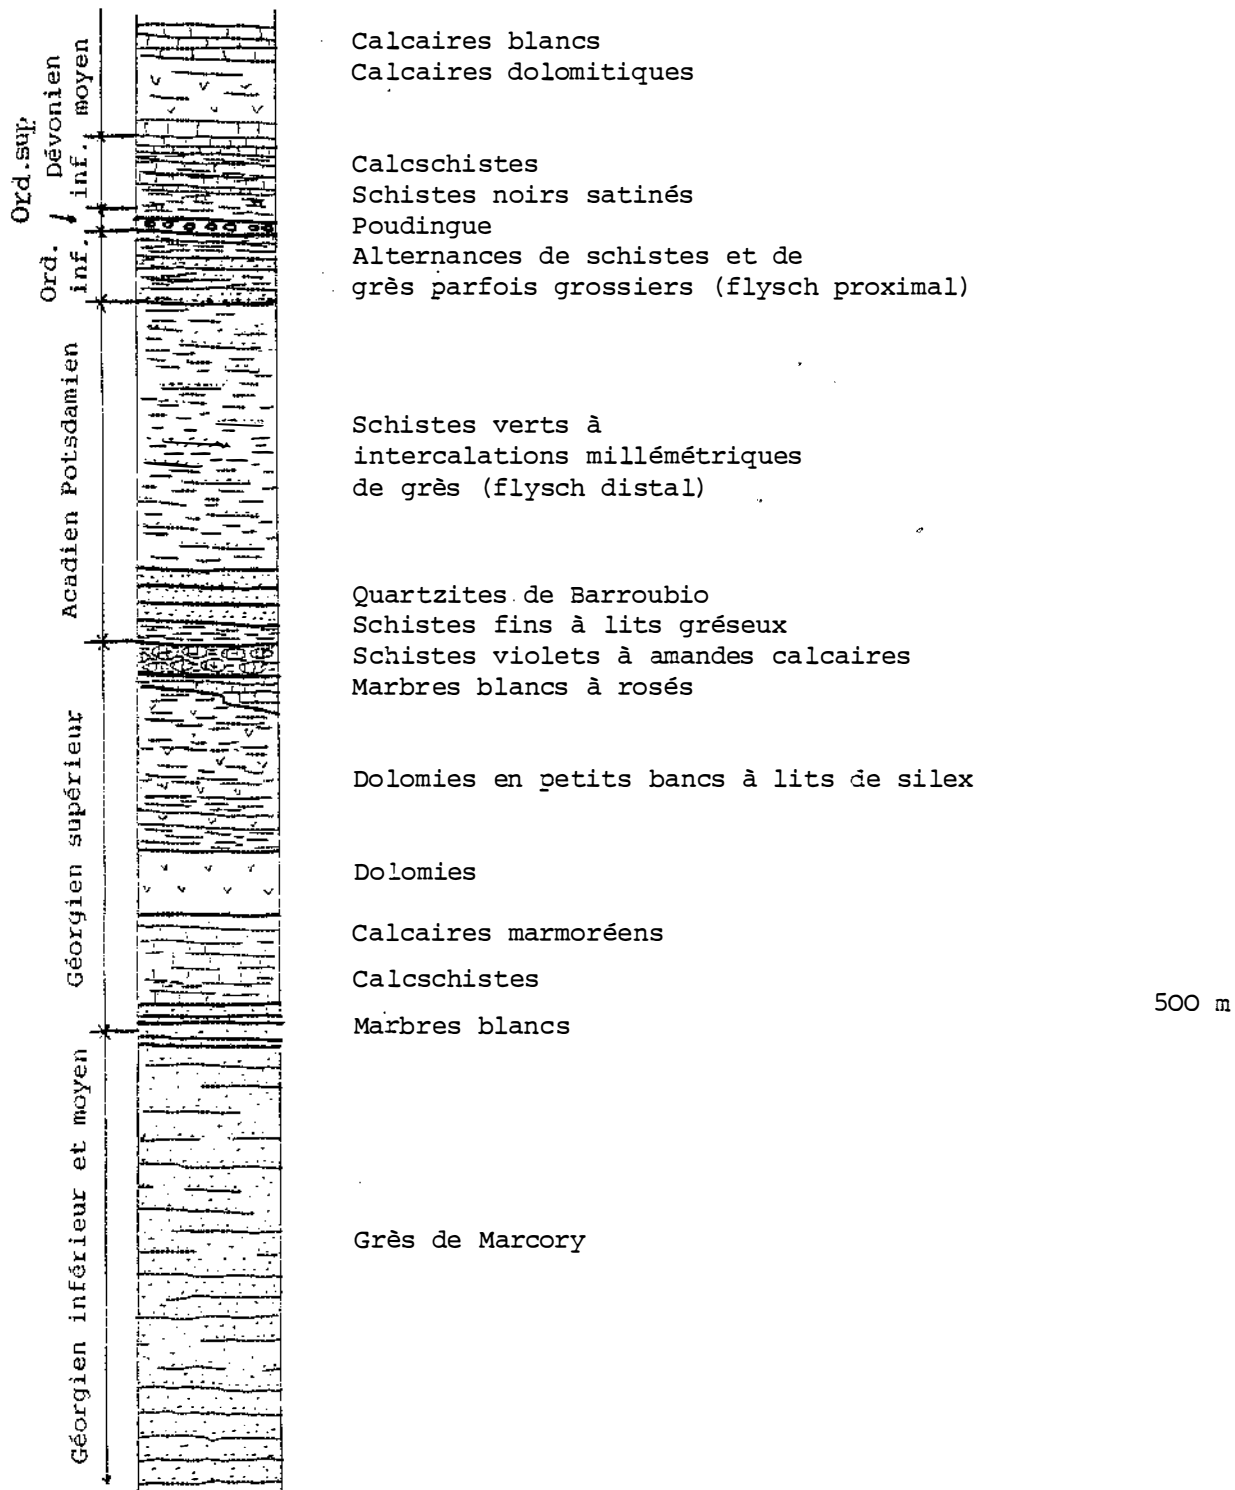 Calcaires blancs
Calcaires dolomitiques
Calcschistes
Schistes noirs satinés
Poudingue
Alternances de schistes et de
grès parfois grossiers (flysch proximal)
Schistes verts à
intercalations millémétriques
de grès (flysch distal)
Quartzites de Barroubio
Schistes fins à lits gréseux
Schistes violets à amandes calcaires
Marbres blancs à rosés
Dolomies en petits bancs à lits de silex
Dolomies
Calcaires marmoréens
Calcschistes
Marbres blancs
Grès de Marcory
500 m
Ord.sup
Dévonien
inf. moyen
Ord.
inf.
Acadien Potsdamien
Géorgien supérieur
Géorgien inférieur et moyen